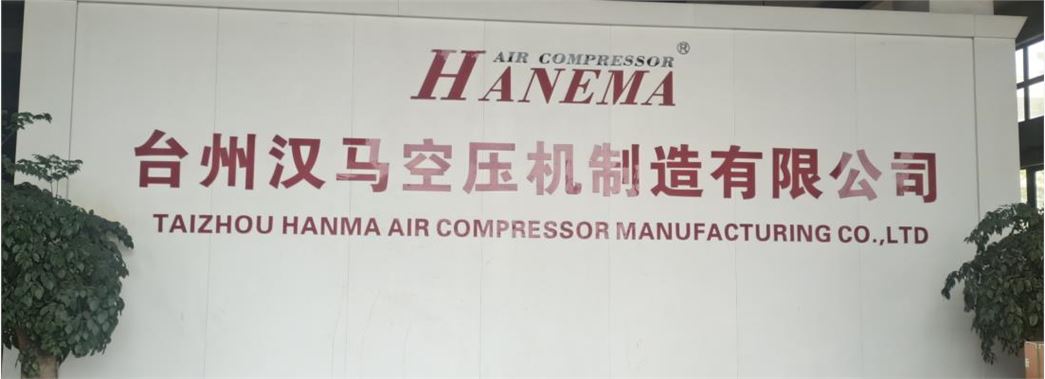 AIR COMPRESSOR ®
HANEMA
台州汉马空压机制造有限公司
TAIZHOU HANMA AIR COMPRESSOR MANUFACTURING CO.,LTD